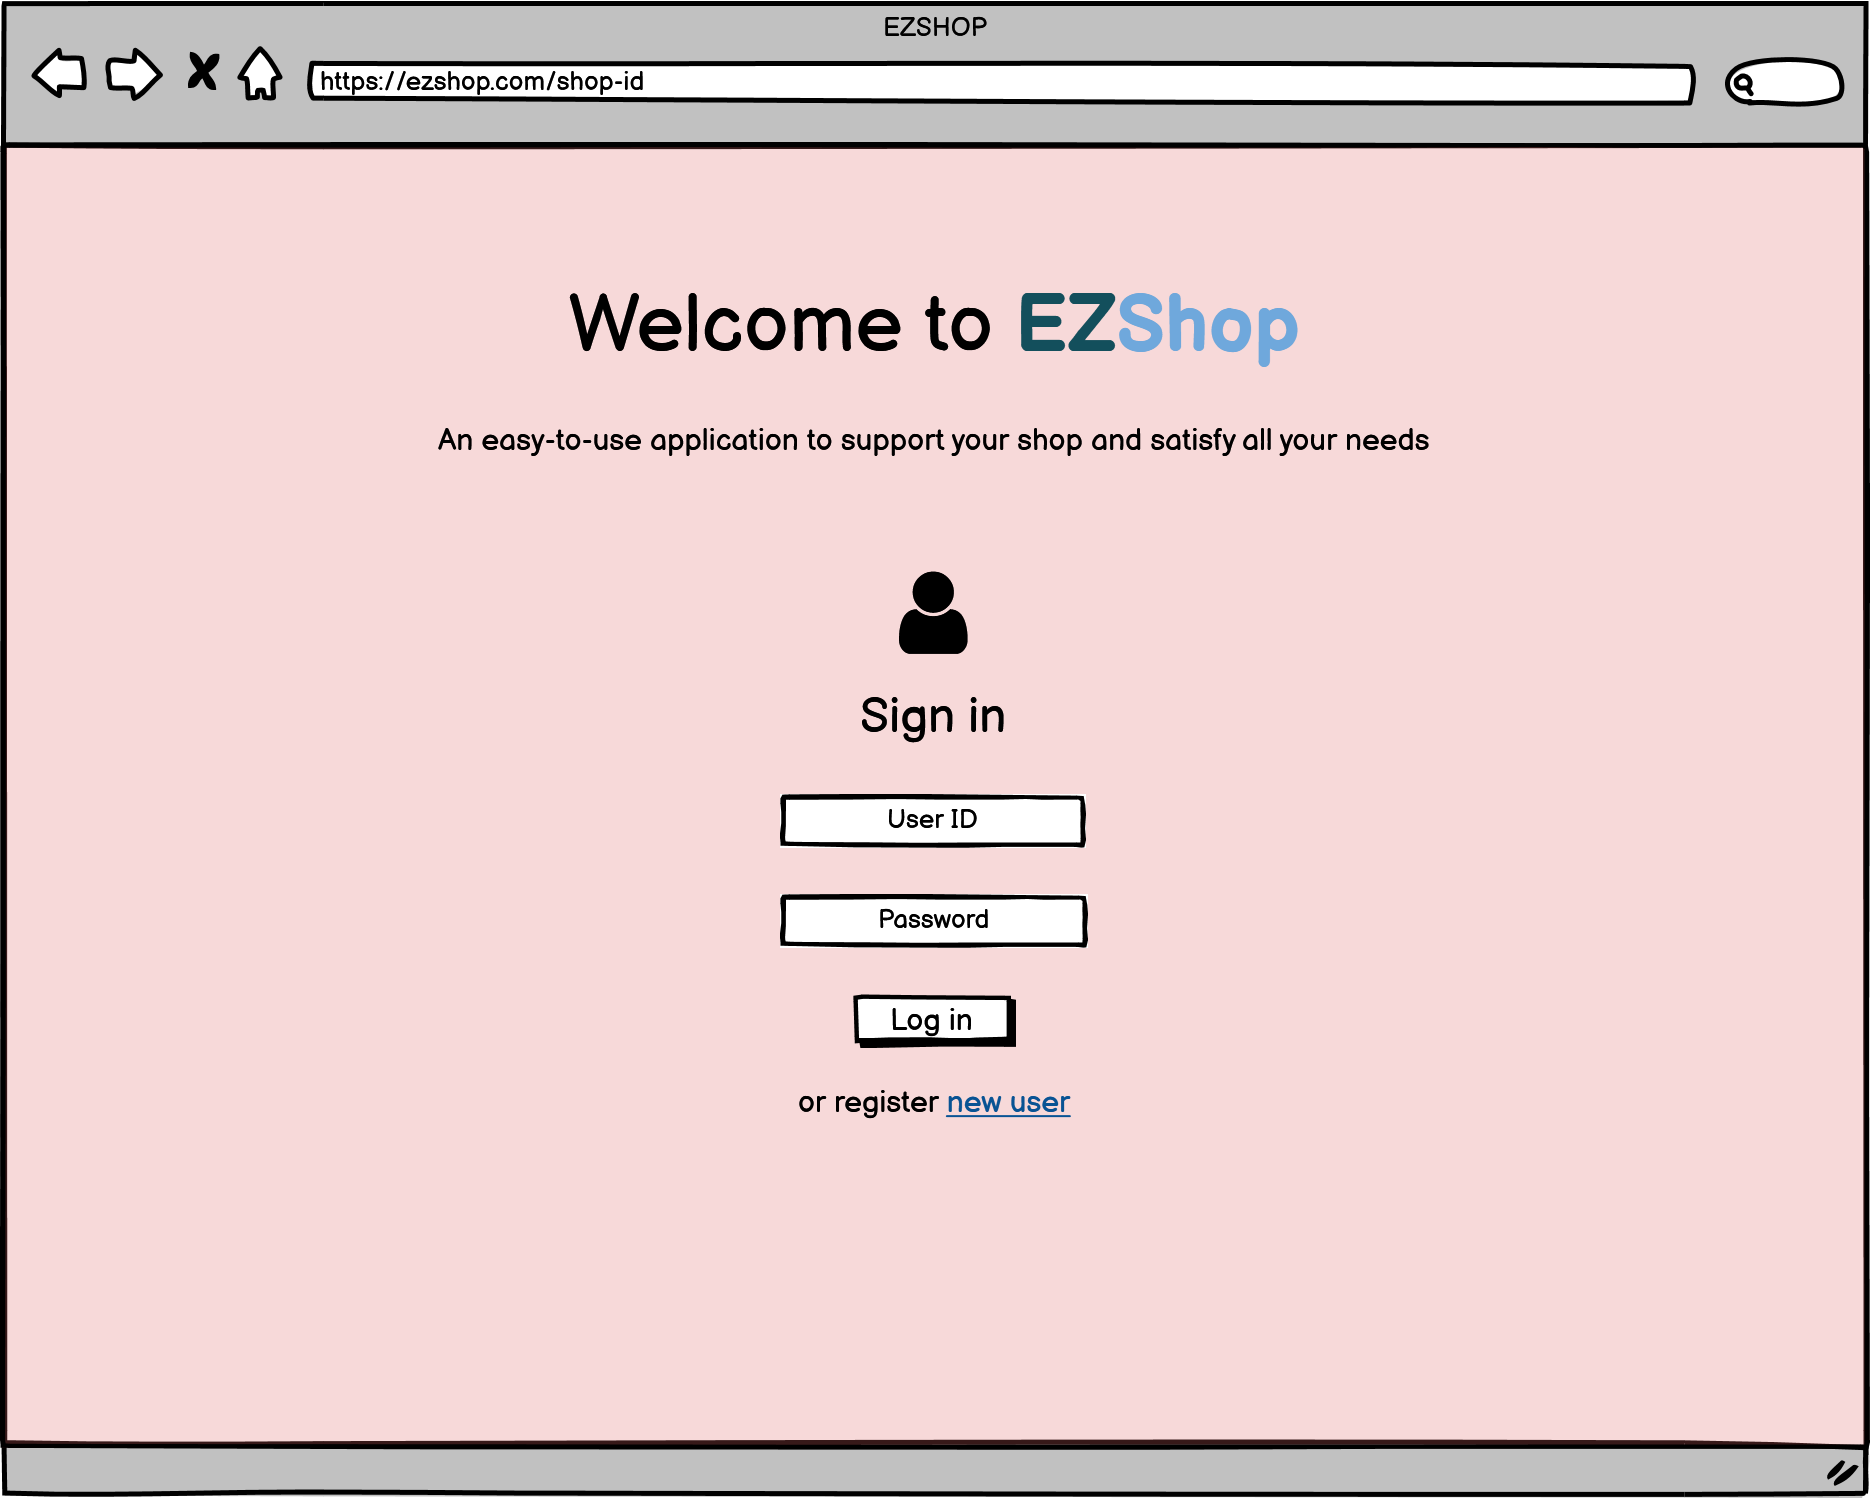 EZSHOP
https://ezshop.com/shop-id
Welcome to EZShop
An easy-to-use application to support your shop and satisfy all your needs
Sign in
User ID
Password
Log in
or register new user